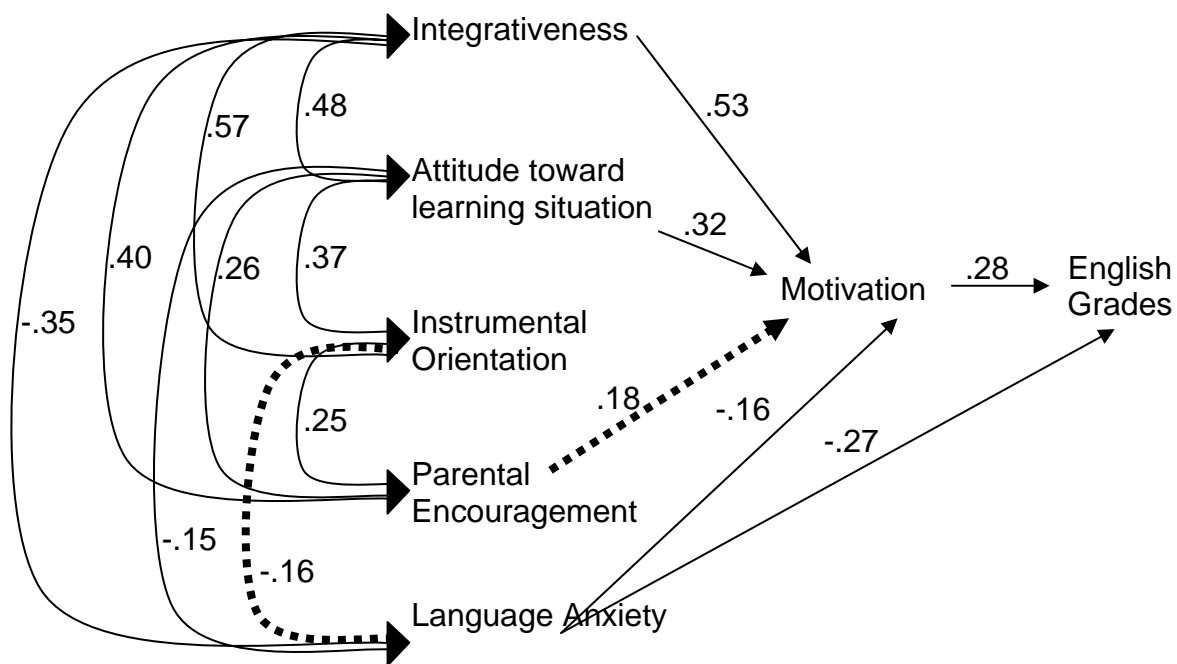 Integrativeness
.48
.53
.57
Attitude toward
learning situation
.32
.40
.26
.37
Motivation
.28
English
Grades
-.35
Instrumental
Orientation
.18
-.16
.25
-.27
Parental
Encouragement
-.15
-.16
Language Anxiety